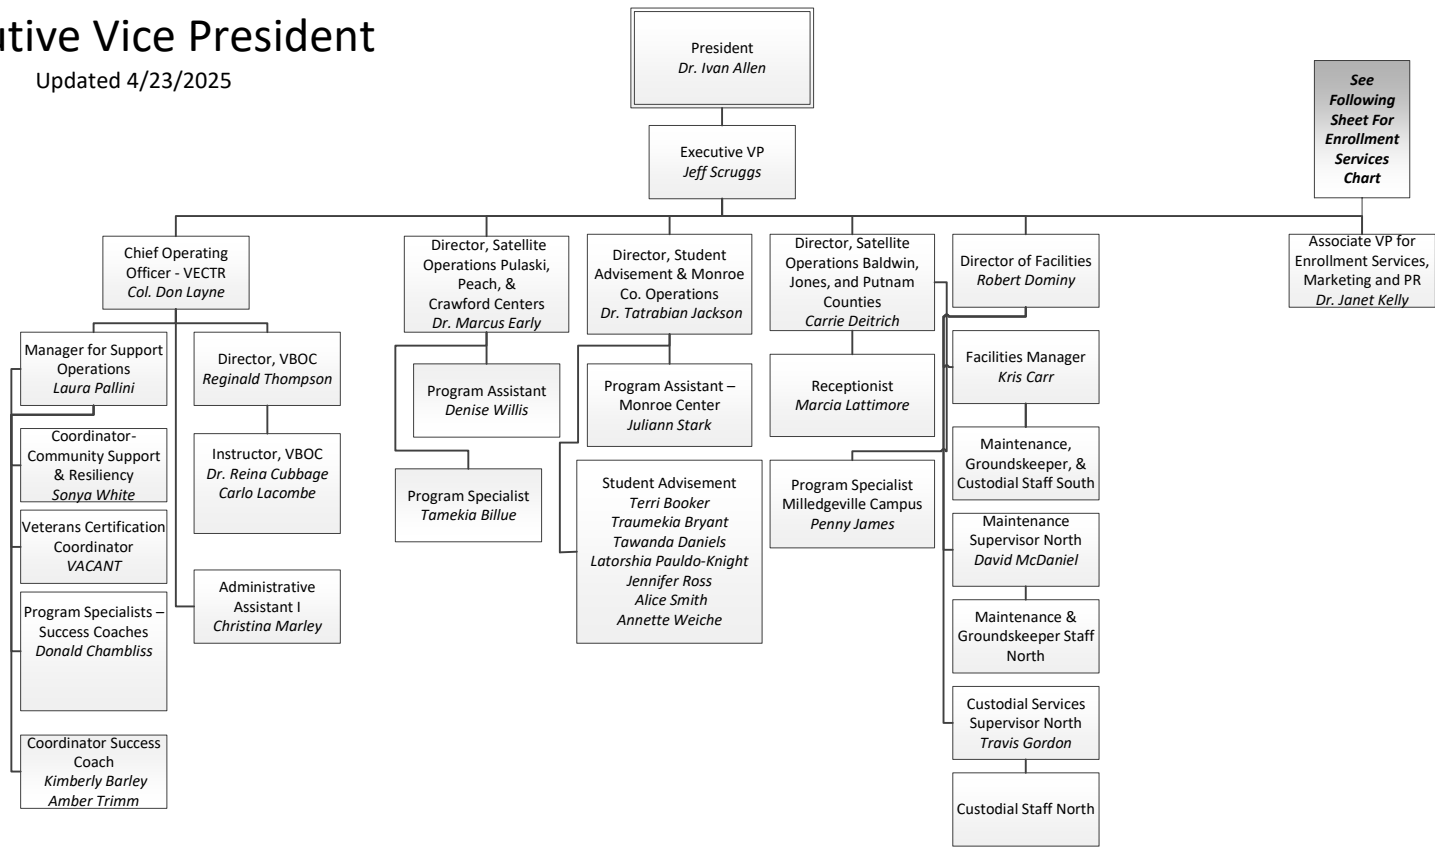 utive Vice President
Updated 4/23/2025
President
Dr. Ivan Allen
Executive VP
Jeff Scruggs
See
Following
Sheet For
Enrollment
Services
Chart
Chief Operating
Officer - VECTR
Col. Don Layne
Director, Satellite
Operations Pulaski,
Peach, &
Crawford Centers
Dr. Marcus Early
Director, Student
Advisement & Monroe
Co. Operations
Dr. Tatrabian Jackson
Director, Satellite
Operations Baldwin,
Jones, and Putnam
Counties
Carrie Deitrich
Director of Facilities
Robert Dominy
Associate VP for
Enrollment Services,
Marketing and PR
Dr. Janet Kelly
Manager for Support
Operations
Laura Pallini
Director, VBOC
Reginald Thompson
Program Assistant
Denise Willis
Program Assistant –
Monroe Center
Juliann Stark
Receptionist
Marcia Lattimore
Facilities Manager
Kris Carr
Coordinator-
Community Support
& Resiliency
Sonya White
Instructor, VBOC
Dr. Reina Cubbage
Carlo Lacombe
Program Specialist
Tamekia Billue
Student Advisement
Terri Booker
Traumekia Bryant
Tawanda Daniels
Latorshia Pauldo-Knight
Jennifer Ross
Alice Smith
Annette Weiche
Program Specialist
Milledgeville Campus
Penny James
Maintenance,
Groundskeeper, &
Custodial Staff South
Veterans Certification
Coordinator
VACANT
Maintenance
Supervisor North
David McDaniel
Program Specialists –
Success Coaches
Donald Chambliss
Administrative
Assistant I
Christina Marley
Maintenance &
Groundskeeper Staff
North
Coordinator Success
Coach
Kimberly Barley
Amber Trimm
Custodial Services
Supervisor North
Travis Gordon
Custodial Staff North